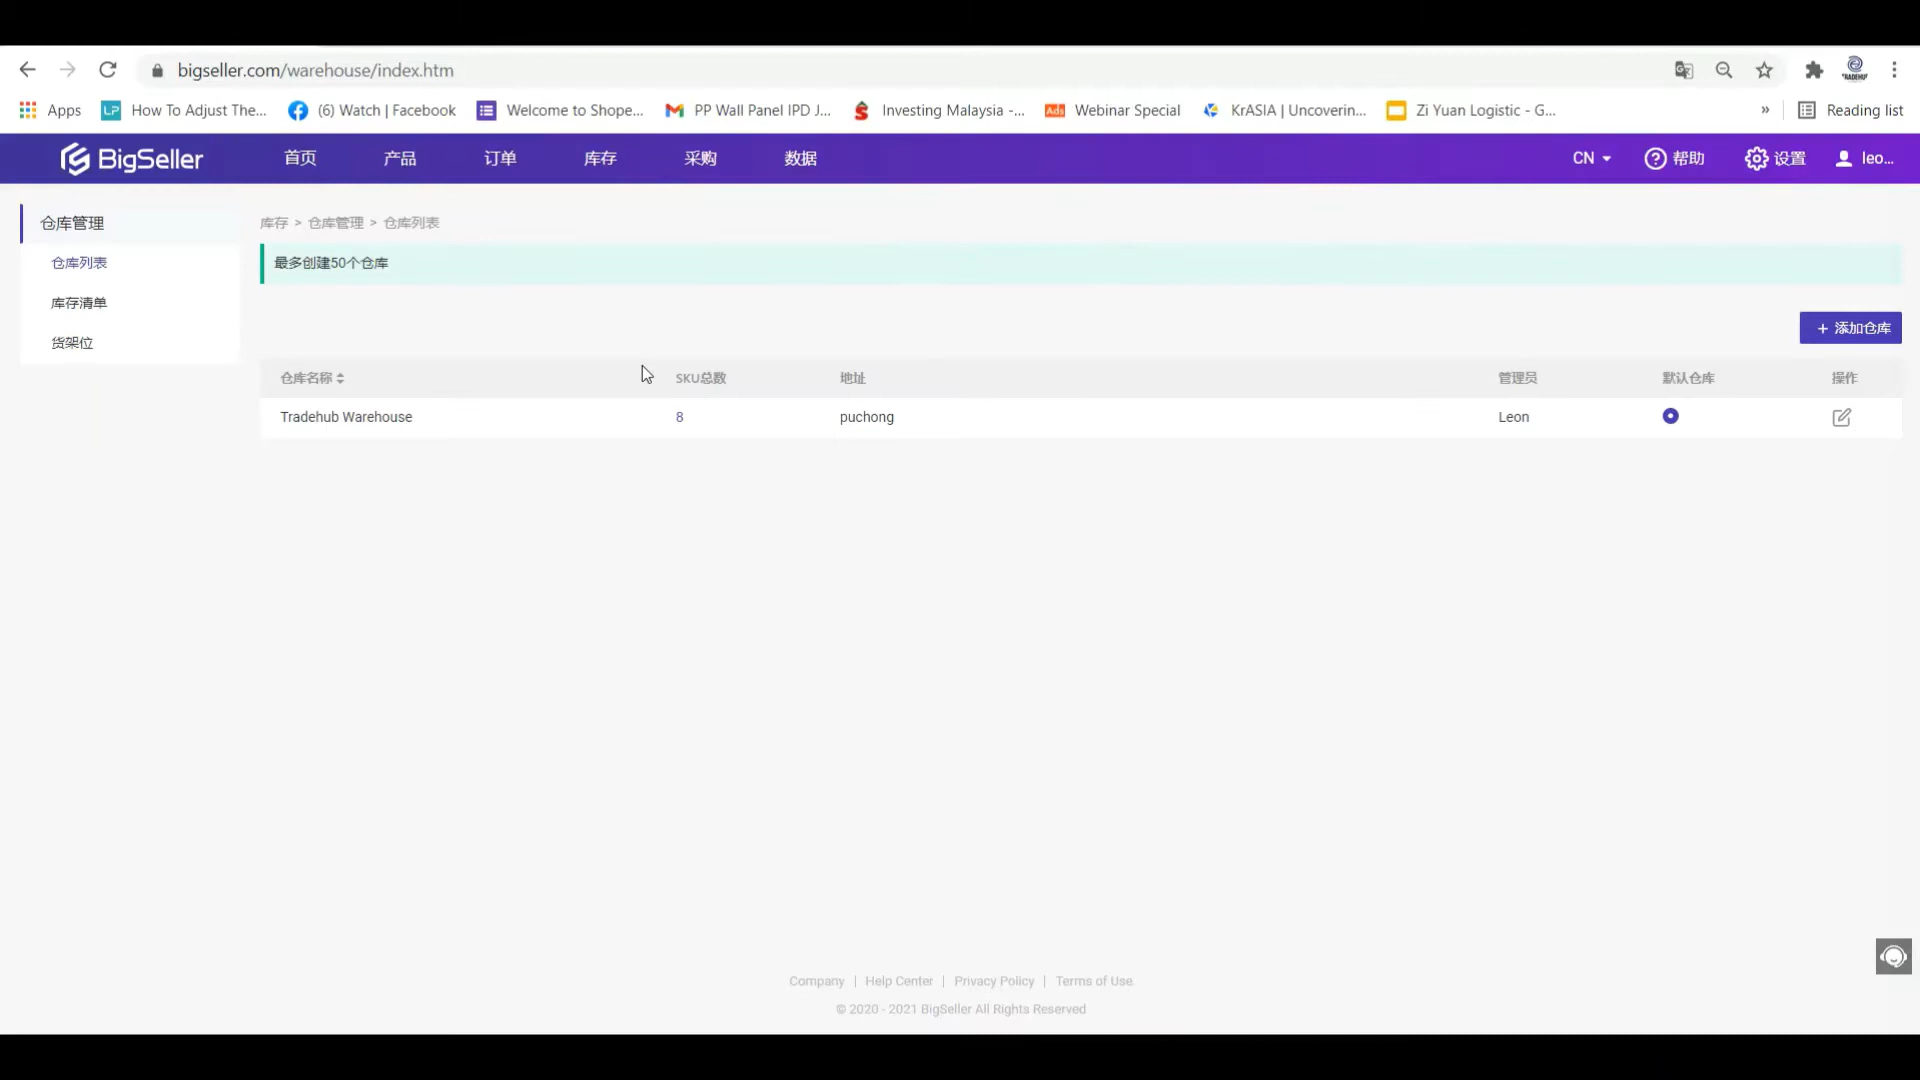 bigseller.com/warehouse/index.htm
Apps
How To Adjust The...
(6) Watch | Facebook
Welcome to Shope...
PP Wall Panel IPD J...
Investing Malaysia -...
Ads
Webinar Special
KrASIA | Uncoverin...
Zi Yuan Logistic - G...
»
Reading list
BigSeller
首页
产品
订单
库存
采购
数据
CN
帮助
设置
leo...
仓库管理
仓库列表
库存清单
货架位
库存 > 仓库管理 > 仓库列表
最多创建50个仓库
+ 添加仓库
仓库名称
SKU总数
地址
管理员
默认仓库
操作
Tradehub Warehouse
8
puchong
Leon
Company | Help Center | Privacy Policy | Terms of Use
© 2020 - 2021 BigSeller All Rights Reserved